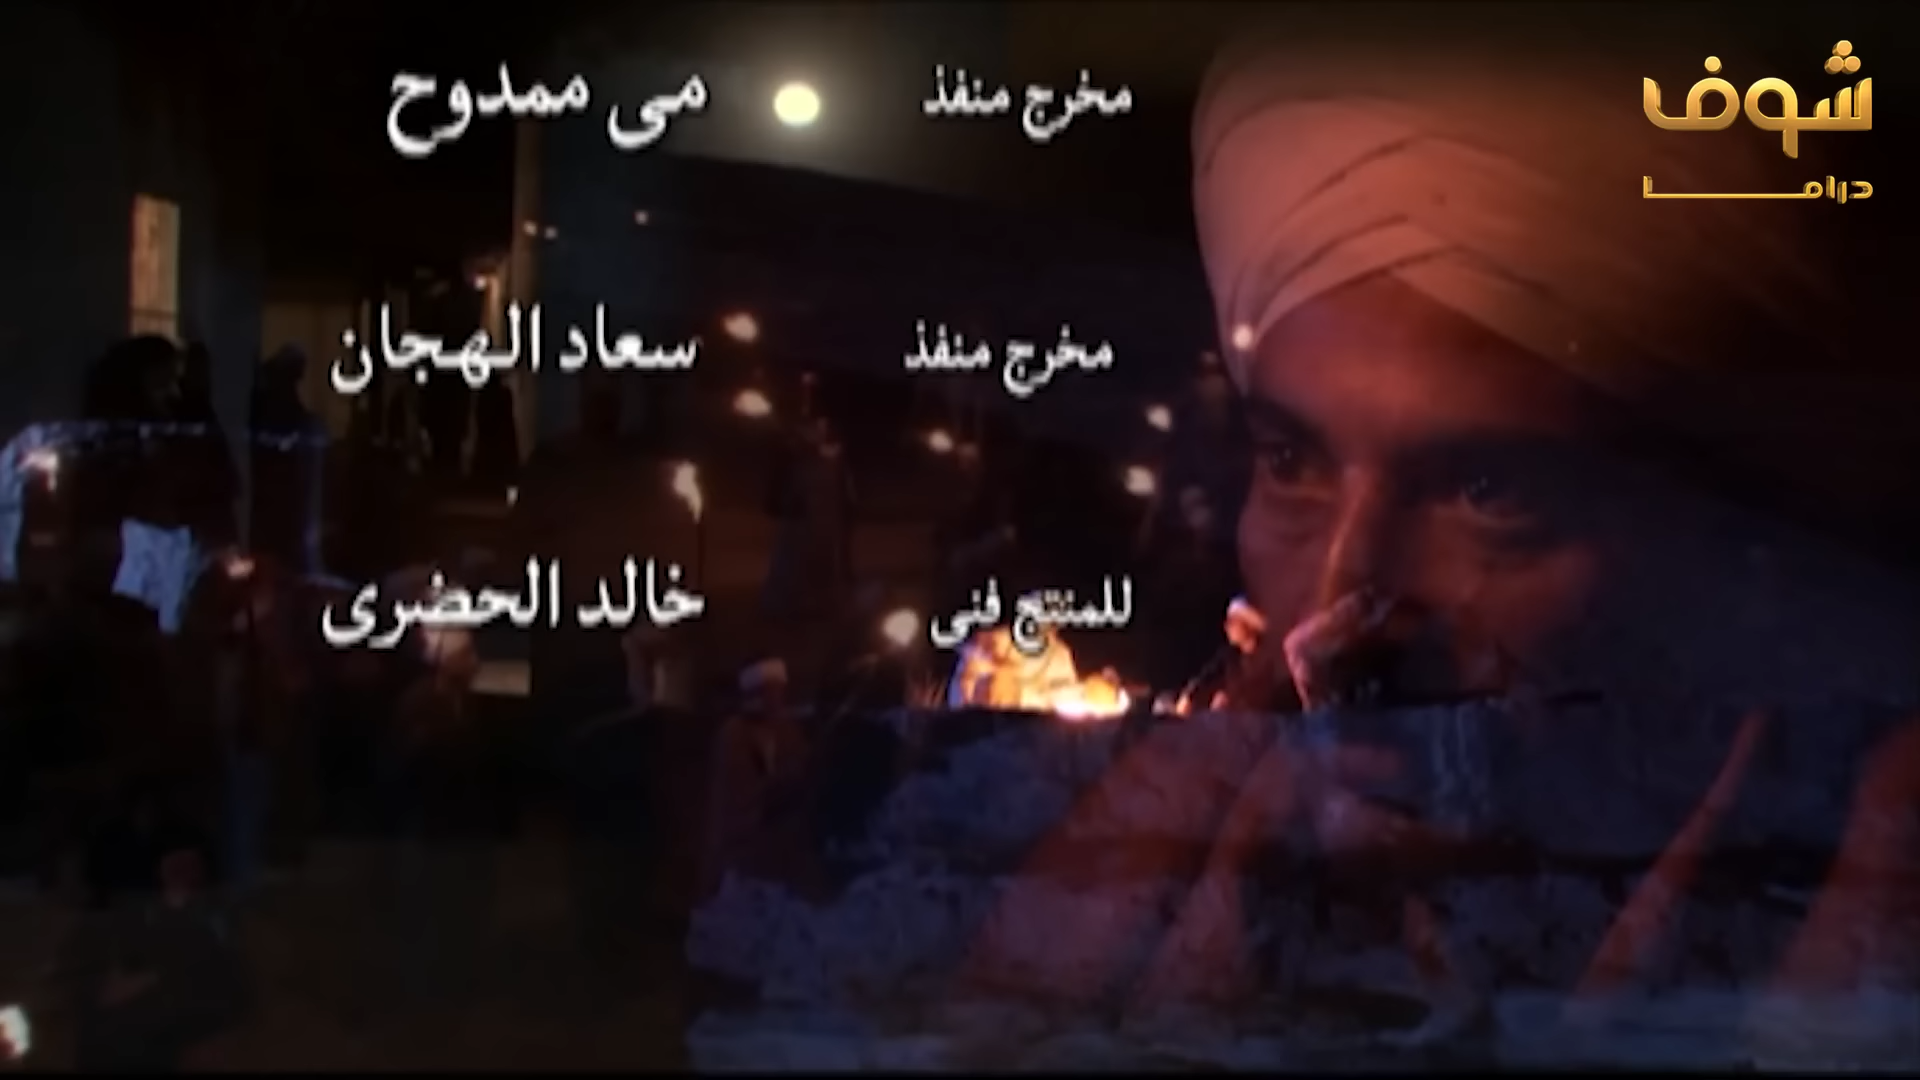 شوف
دراما
مخرج منفذ مى ممدوح
مخرج منفذ سعاد الهجان
للمنتج فنى خالد الحضرى